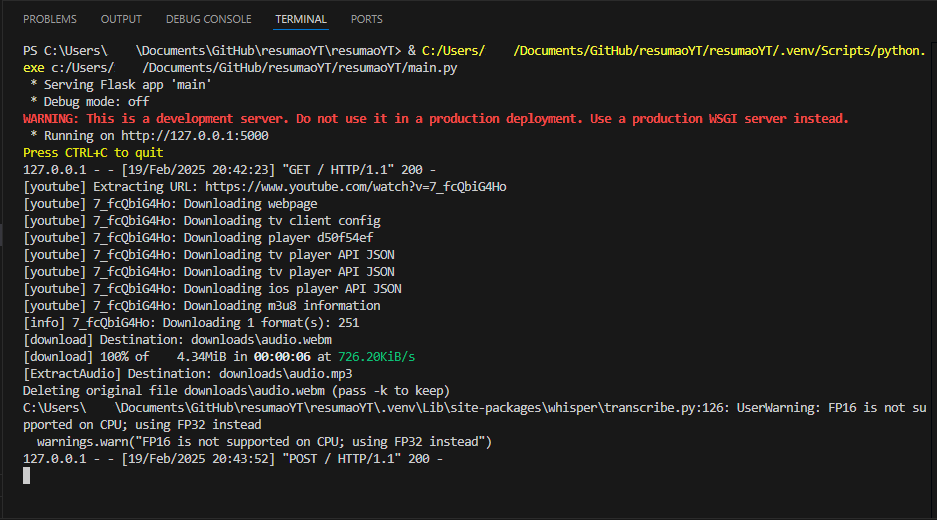 PROBLEMS OUTPUT DEBUG CONSOLE TERMINAL PORTS
PS C:\Users\    \Documents\GitHub\resumaoYT\resumaoYT> & C:/Users/    /Documents/GitHub/resumaoYT/resumaoYT/.venv/Scripts/python.
exe c:/Users/    /Documents/GitHub/resumaoYT/resumaoYT/main.py
 * Serving Flask app 'main'
 * Debug mode: off
WARNING: This is a development server. Do not use it in a production deployment. Use a production WSGI server instead.
 * Running on http://127.0.0.1:5000
Press CTRL+C to quit
127.0.0.1 - - [19/Feb/2025 20:42:23] "GET / HTTP/1.1" 200 -
[youtube] Extracting URL: https://www.youtube.com/watch?v=7_fcQbiG4Ho
[youtube] 7_fcQbiG4Ho: Downloading webpage
[youtube] 7_fcQbiG4Ho: Downloading tv client config
[youtube] 7_fcQbiG4Ho: Downloading player d50f54ef
[youtube] 7_fcQbiG4Ho: Downloading tv player API JSON
[youtube] 7_fcQbiG4Ho: Downloading tv player API JSON
[youtube] 7_fcQbiG4Ho: Downloading ios player API JSON
[youtube] 7_fcQbiG4Ho: Downloading m3u8 information
[info] 7_fcQbiG4Ho: Downloading 1 format(s): 251
[download] Destination: downloads\audio.webm
[download] 100% of    4.34MiB in 00:00:06 at 726.20KiB/s
[ExtractAudio] Destination: downloads\audio.mp3
Deleting original file downloads\audio.webm (pass -k to keep)
C:\Users\    \Documents\GitHub\resumaoYT\resumaoYT\.venv\Lib\site-packages\whisper\transcribe.py:126: UserWarning: FP16 is not su
pported on CPU; using FP32 instead
  warnings.warn("FP16 is not supported on CPU; using FP32 instead")
127.0.0.1 - - [19/Feb/2025 20:43:52] "POST / HTTP/1.1" 200 -